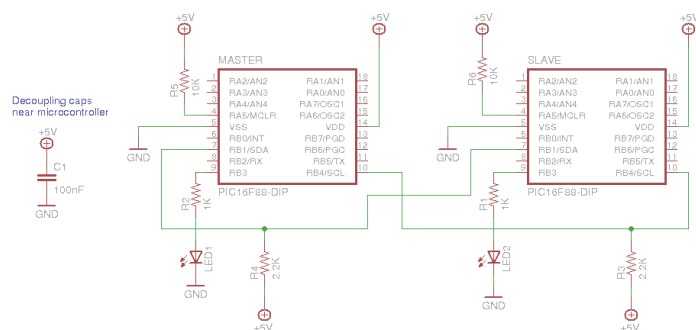 +5V
+5V
+5V
+5V
MASTER
SLAVE
R5
10K
R6
10K
1 RA2/AN2 RA1/AN1 18
2 RA3/AN3 RA0/AN0 17
3 RA4/AN4 RA7/OSC1 16
4 RA5/MCLR RA6/OSC2 15
5 VSS VDD 14
6 RB0/INT RB7/PGD 13
7 RB1/SDA RB6/PGC 12
8 RB2/RX RB5/TX 11
9 RB3 RB4/SCL 10
PIC16F88-DIP
1 RA2/AN2 RA1/AN1 18
2 RA3/AN3 RA0/AN0 17
3 RA4/AN4 RA7/OSC1 16
4 RA5/MCLR RA6/OSC2 15
5 VSS VDD 14
6 RB0/INT RB7/PGD 13
7 RB1/SDA RB6/PGC 12
8 RB2/RX RB5/TX 11
9 RB3 RB4/SCL 10
PIC16F88-DIP
Decoupling caps
near microcontroller
+5V
C1
100nF
GND
GND
GND
R2
1K
R1
1K
LED1
LED2
R4
2.2K
R3
2.2K
GND
GND
+5V
+5V